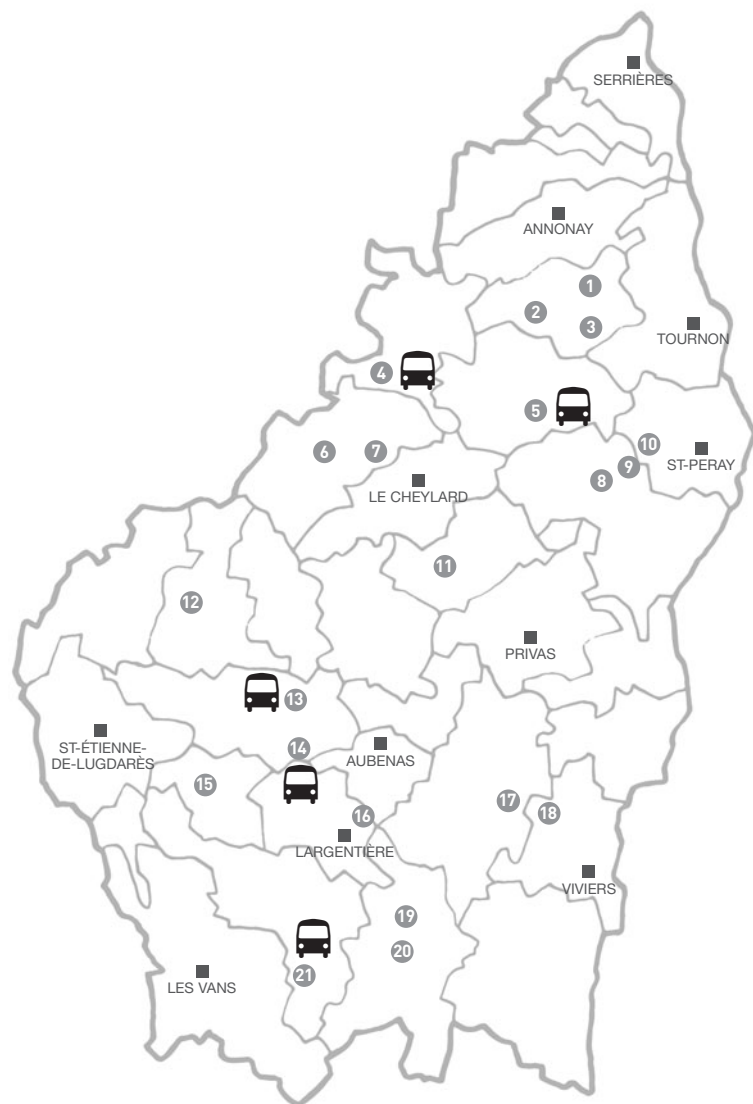 SERRIÈRES
ANNONAY
1
2
3
TOURNON
4
5
10
6
7
ST-PERAY
9
8
LE CHEYLARD
11
12
PRIVAS
13
ST-ÉTIENNE-
DE-LUGDARÈS
14
AUBENAS
15
17
18
16
LARGENTIÈRE
VIVIERS
19
20
21
LES VANS